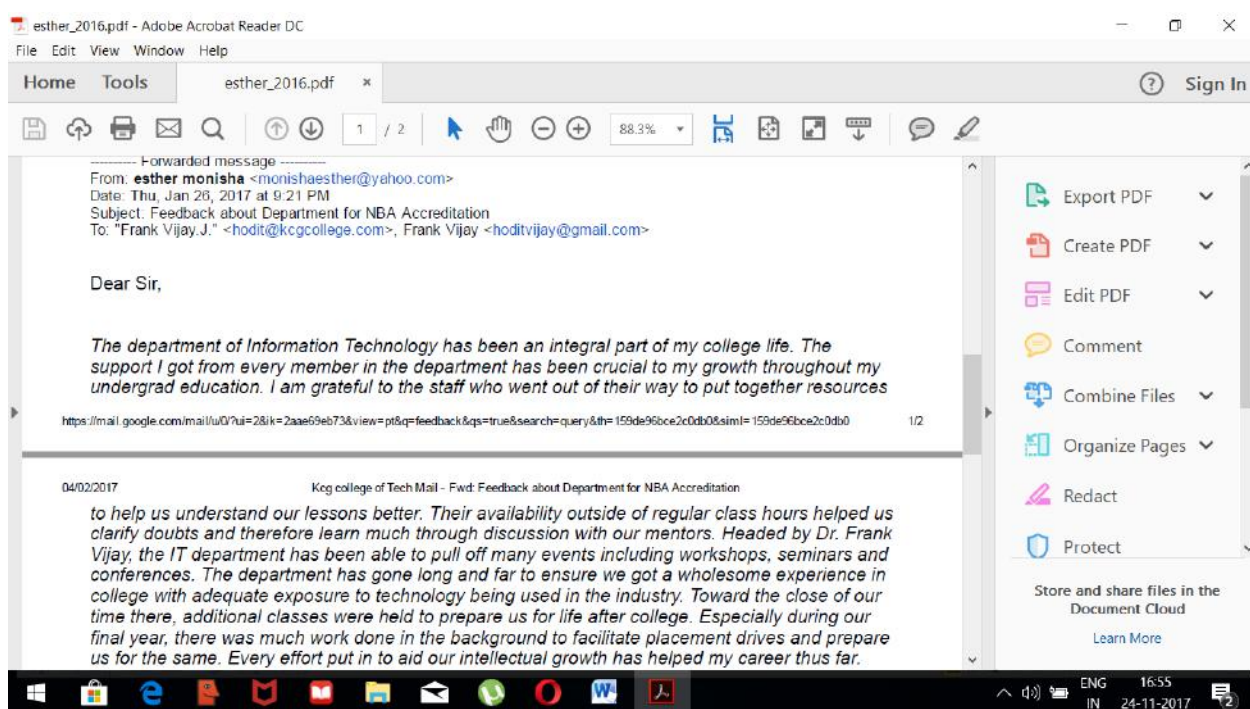 esther_2016.pdf - Adobe Acrobat Reader DC
File Edit View Window Help
Home Tools esther_2016.pdf × ? Sign In
1 / 2 88.3%
---------- Forwarded message ----------
From: esther monisha <monishaesther@yahoo.com>
Date: Thu, Jan 26, 2017 at 9:21 PM
Subject: Feedback about Department for NBA Accreditation
To: "Frank Vijay.J." <hodit@kcgcollege.com>, Frank Vijay <hoditvijay@gmail.com>
Dear Sir,
The department of Information Technology has been an integral part of my college life. The
support I got from every member in the department has been crucial to my growth throughout my
undergrad education. I am grateful to the staff who went out of their way to put together resources
https://mail.google.com/mail/u/0/?ui=2&ik=2aae69eb73&view=pt&q=feedback&qs=true&search=query&th=159de96bce2c0db0&siml=159de96bce2c0db0 1/2
04/02/2017 Kcg college of Tech Mail - Fwd: Feedback about Department for NBA Accreditation
to help us understand our lessons better. Their availability outside of regular class hours helped us
clarify doubts and therefore learn much through discussion with our mentors. Headed by Dr. Frank
Vijay, the IT department has been able to pull off many events including workshops, seminars and
conferences. The department has gone long and far to ensure we got a wholesome experience in
college with adequate exposure to technology being used in the industry. Toward the close of our
time there, additional classes were held to prepare us for life after college. Especially during our
final year, there was much work done in the background to facilitate placement drives and prepare
us for the same. Every effort put in to aid our intellectual growth has helped my career thus far.
Export PDF
Create PDF
Edit PDF
Comment
Combine Files
Organize Pages
Redact
Protect
Store and share files in the
Document Cloud
Learn More
ENG 16:55
IN 24-11-2017 2